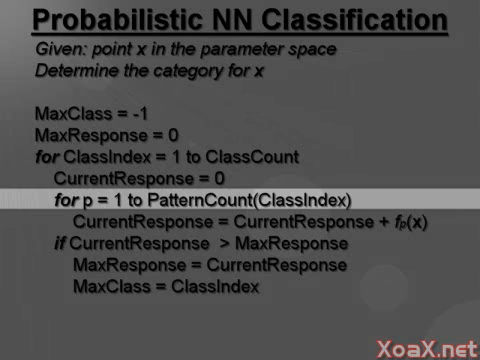 Probabilistic NN Classification
Given: point x in the parameter space
Determine the category for x
MaxClass = -1
MaxResponse = 0
for ClassIndex = 1 to ClassCount
CurrentResponse = 0
for p = 1 to PatternCount(ClassIndex)
CurrentResponse = CurrentResponse + fp(x)
if CurrentResponse > MaxResponse
MaxResponse = CurrentResponse
MaxClass = ClassIndex
XoaX.net